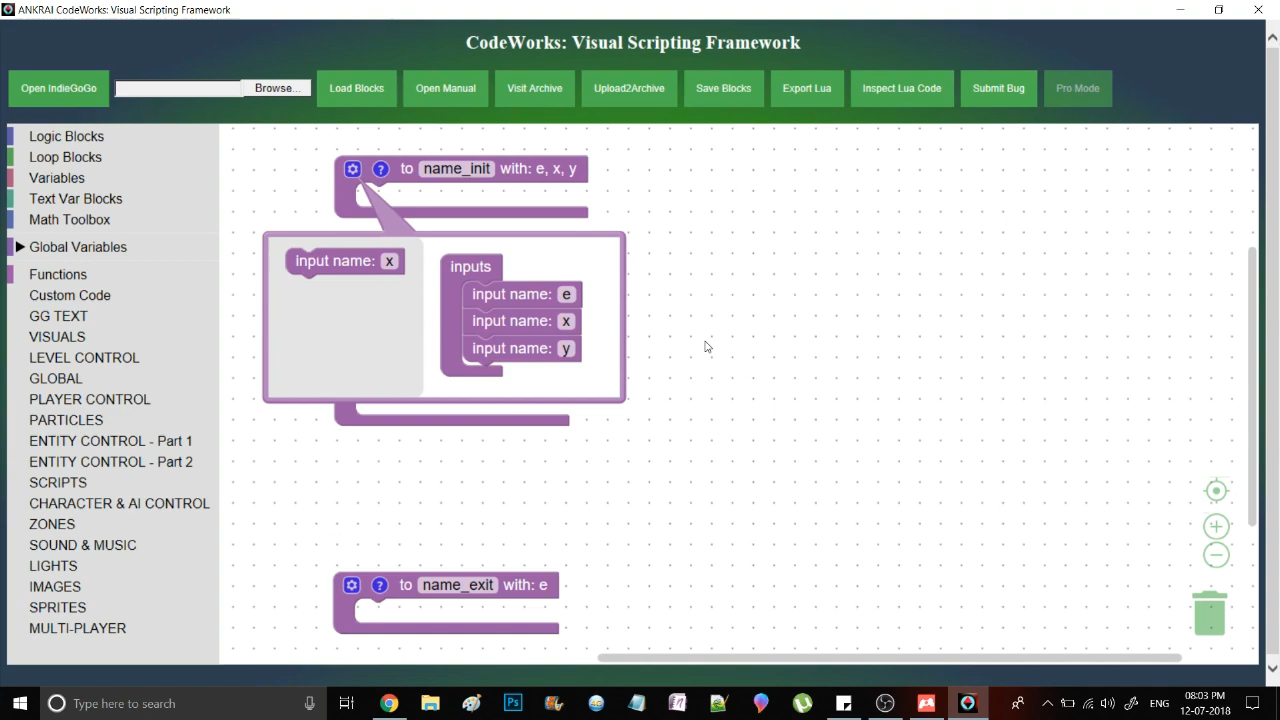 ANKRAI CodeWorks: Visual Scripting Framework
CodeWorks: Visual Scripting Framework
Open IndieGoGo Browse... Load Blocks Open Manual Visit Archive Upload2Archive Save Blocks Export Lua Inspect Lua Code Submit Bug Pro Mode
Logic Blocks
Loop Blocks
Variables
Text Var Blocks
Math Toolbox
Global Variables
Functions
Custom Code
GG TEXT
VISUALS
LEVEL CONTROL
GLOBAL
PLAYER CONTROL
PARTICLES
ENTITY CONTROL - Part 1
ENTITY CONTROL - Part 2
SCRIPTS
CHARACTER & AI CONTROL
ZONES
SOUND & MUSIC
LIGHTS
IMAGES
SPRITES
MULTI-PLAYER
? to name_init with: e, x, y
input name: x
inputs
input name: e
input name: x
input name: y
? to name_exit with: e
Type here to search
Ps
ENG
08:03 PM
12-07-2018